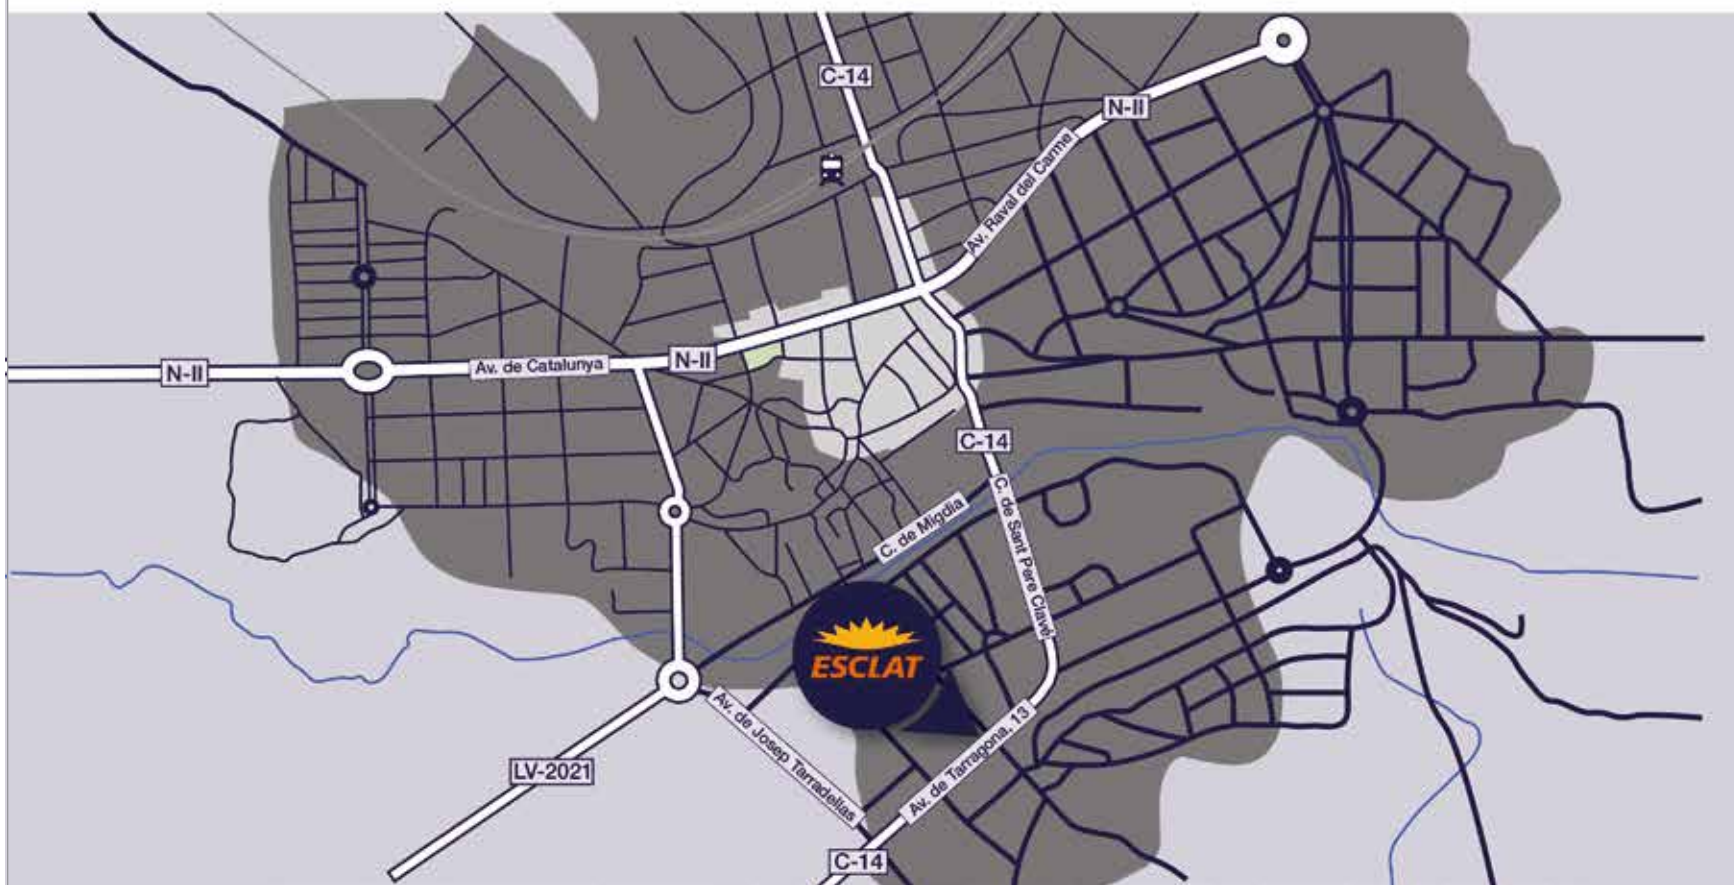 C-14
N-II
Av. Raval del Carme
N-II
Av. de Catalunya
N-II
C-14
C. de Migdia
C. de Sant Pere Clavé
ESCLAT
Av. de Josep Tarradellas
Av. de Tarragona, 13
LV-2021
C-14